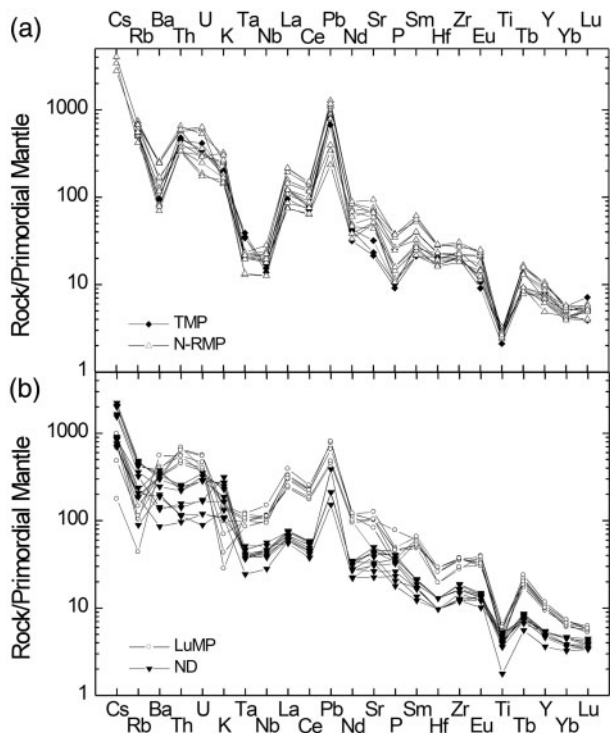 (a)
Cs Ba U Ta La Pb Sr Sm Zr Ti Y Lu
Rb Th K Nb Ce Nd P Hf Eu Tb Yb
Rock/Primordial Mantle
1000
100
10
1
TMP
N-RMP
(b)
Rock/Primordial Mantle
1000
100
10
1
LuMP
ND
Cs Ba U Ta La Pb Sr Sm Zr Ti Y Lu
Rb Th K Nb Ce Nd P Hf Eu Tb Yb